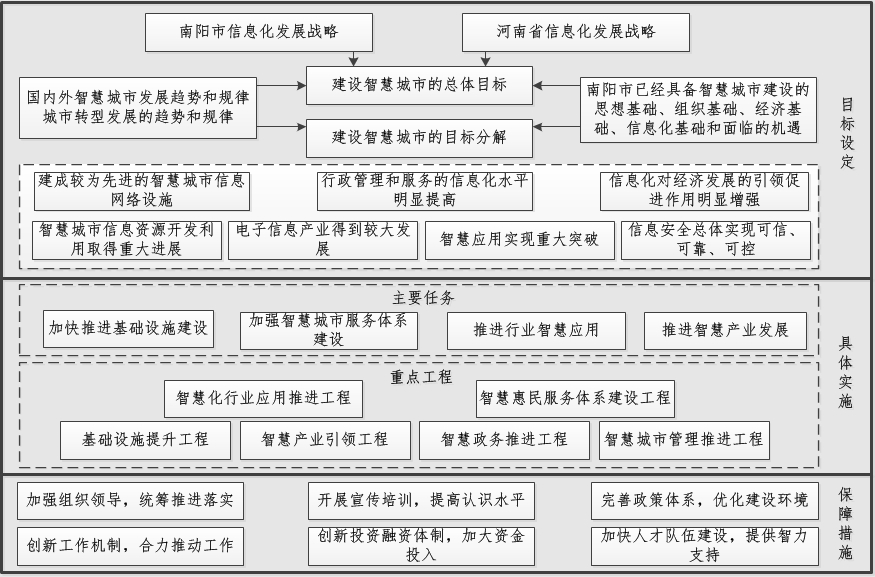 南阳市信息化发展战略
河南省信息化发展战略
国内外智慧城市发展趋势和规律
城市转型发展的趋势和规律
建设智慧城市的总体目标
建设智慧城市的目标分解
南阳市已经具备智慧城市建设的
思想基础、组织基础、经济基
础、信息化基础和面临的机遇
目标设定
建成较为先进的智慧城市信息
网络设施
行政管理和服务的信息化水平
明显提高
信息化对经济发展的引领促
进作用明显增强
智慧城市信息资源开发利
用取得重大进展
电子信息产业得到较大发
展
智慧应用实现重大突破
信息安全总体实现可信、
可靠、可控
主要任务
加快推进基础设施建设
加强智慧城市服务体系
建设
推进行业智慧应用
推进智慧产业发展
具体实施
重点工程
智慧化行业应用推进工程
智慧惠民服务体系建设工程
基础设施提升工程
智慧产业引领工程
智慧政务推进工程
智慧城市管理推进工程
加强组织领导，统筹推进落实
开展宣传培训，提高认识水平
完善政策体系，优化建设环境
保障措施
创新工作机制，合力推动工作
创新投资融资体制，加大资金
投入
加快人才队伍建设，提供智力
支持